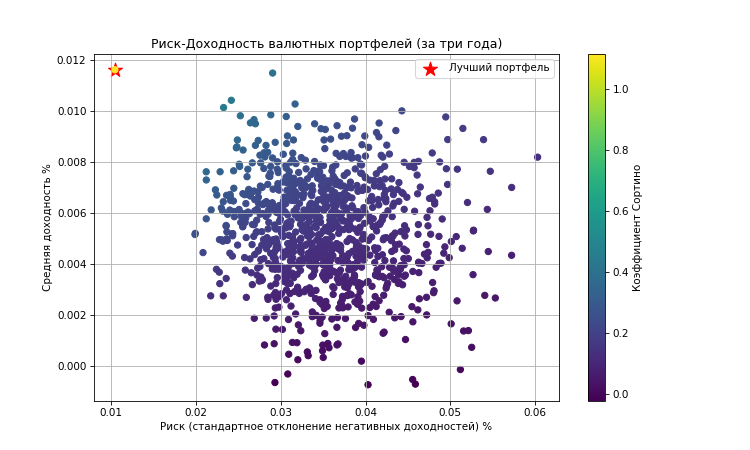 Риск-Доходность валютных портфелей (за три года)
Лучший портфель
0.012
0.010
0.008
0.006
0.004
0.002
0.000
Средняя доходность %
0.01 0.02 0.03 0.04 0.05 0.06
Риск (стандартное отклонение негативных доходностей) %
1.0
0.8
0.6
0.4
0.2
0.0
Коэффициент Сортино